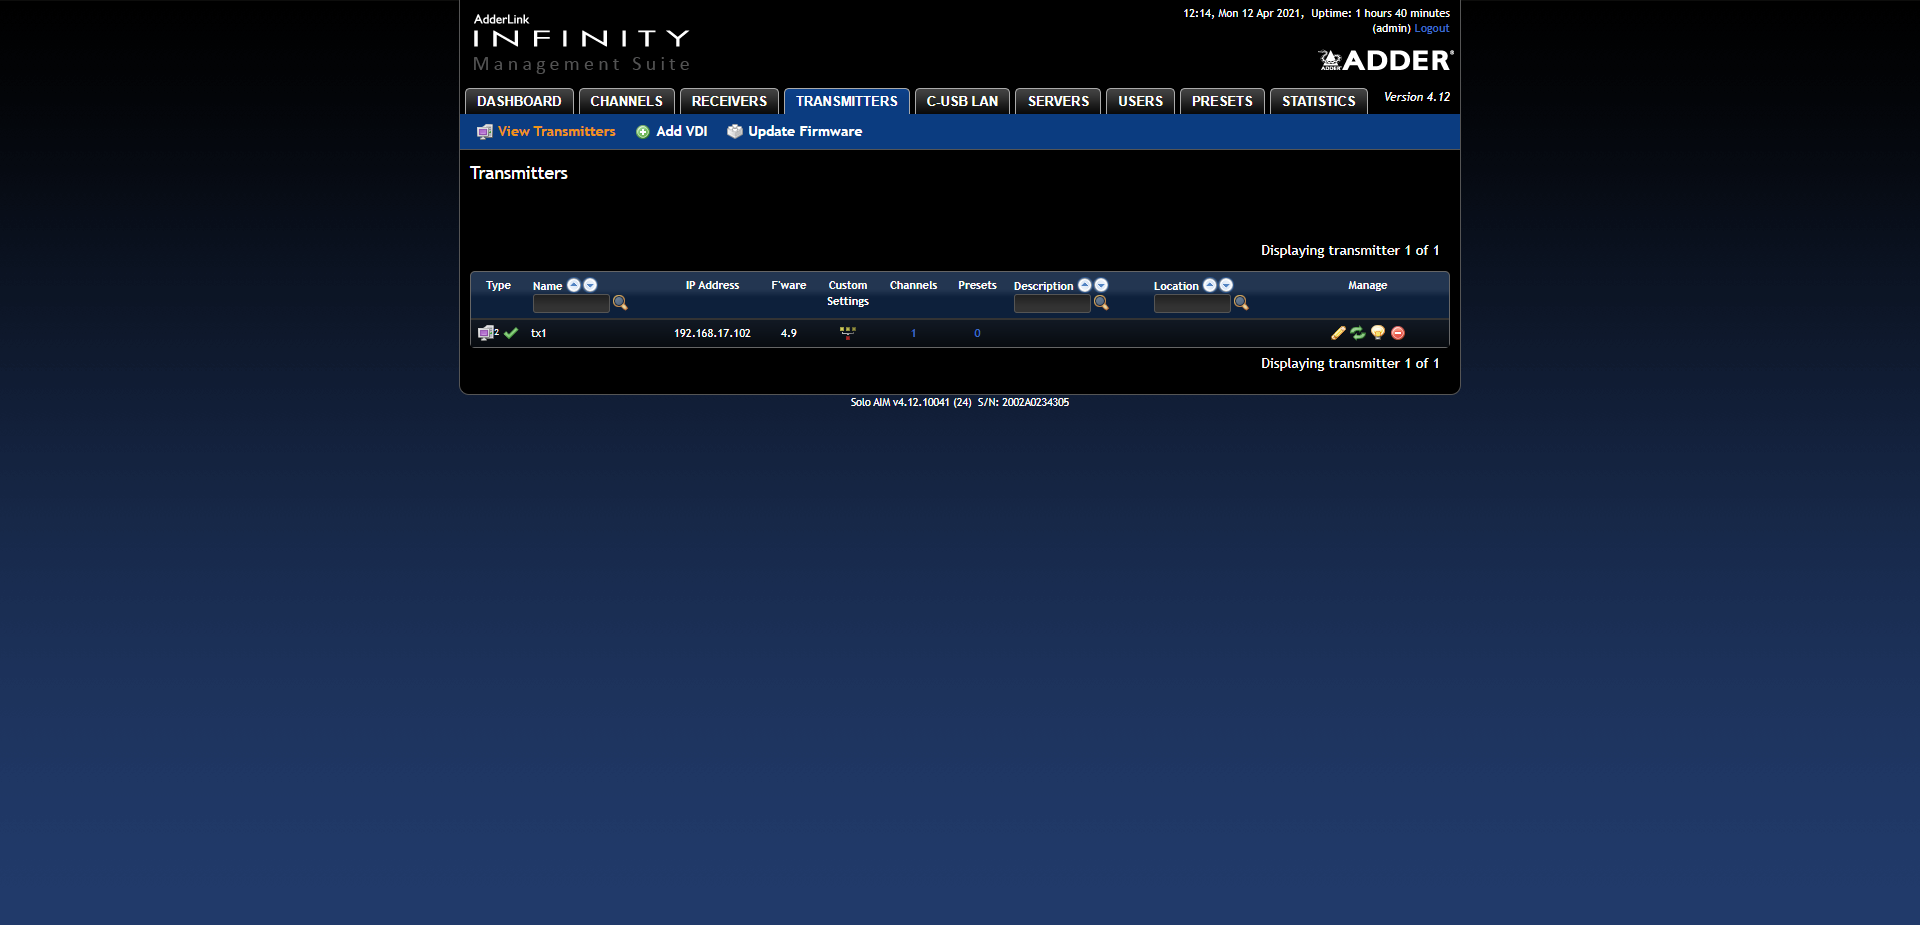 AdderLink
INFINITY
Management Suite
12:14, Mon 12 Apr 2021, Uptime: 1 hours 40 minutes
(admin) Logout
ADDER
ADDER®
DASHBOARD CHANNELS RECEIVERS TRANSMITTERS C-USB LAN SERVERS USERS PRESETS STATISTICS Version 4.12
View Transmitters Add VDI Update Firmware
Transmitters
Displaying transmitter 1 of 1
Type Name IP Address F'ware Custom Settings Channels Presets Description Location Manage
2 tx1 192.168.17.102 4.9 1 0
Displaying transmitter 1 of 1
Solo AIM v4.12.10041 (24) S/N: 2002A0234305